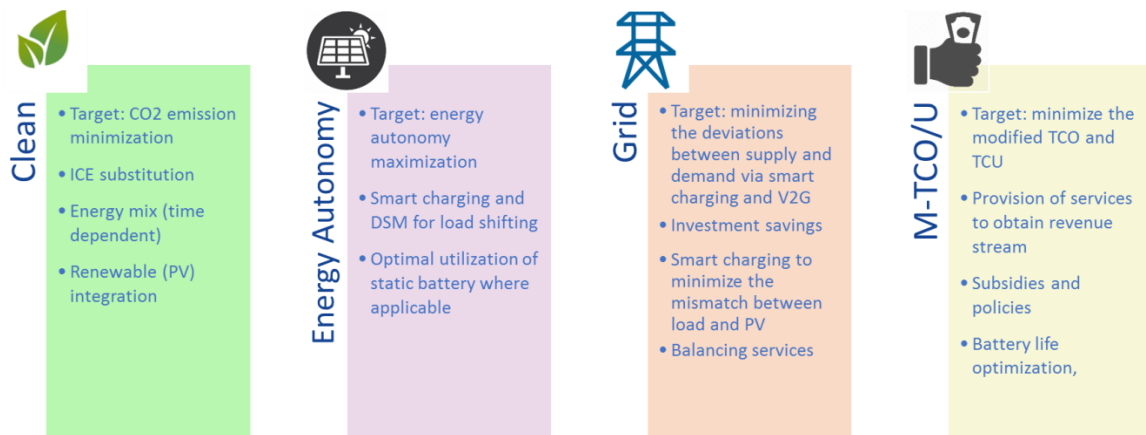 Clean
• Target: CO2 emission
minimization
• ICE substitution
• Energy mix (time
dependent)
• Renewable (PV)
integration
Energy Autonomy
• Target: energy
autonomy
maximization
• Smart charging and
DSM for load shifting
• Optimal utilization of
static battery where
applicable
Grid
• Target: minimizing
the deviations
between supply and
demand via smart
charging and V2G
• Investment savings
• Smart charging to
minimize the
mismatch between
load and PV
• Balancing services
M-TCO/U
• Target: minimize the
modified TCO and
TCU
• Provision of services
to obtain revenue
stream
• Subsidies and
policies
• Battery life
optimization,